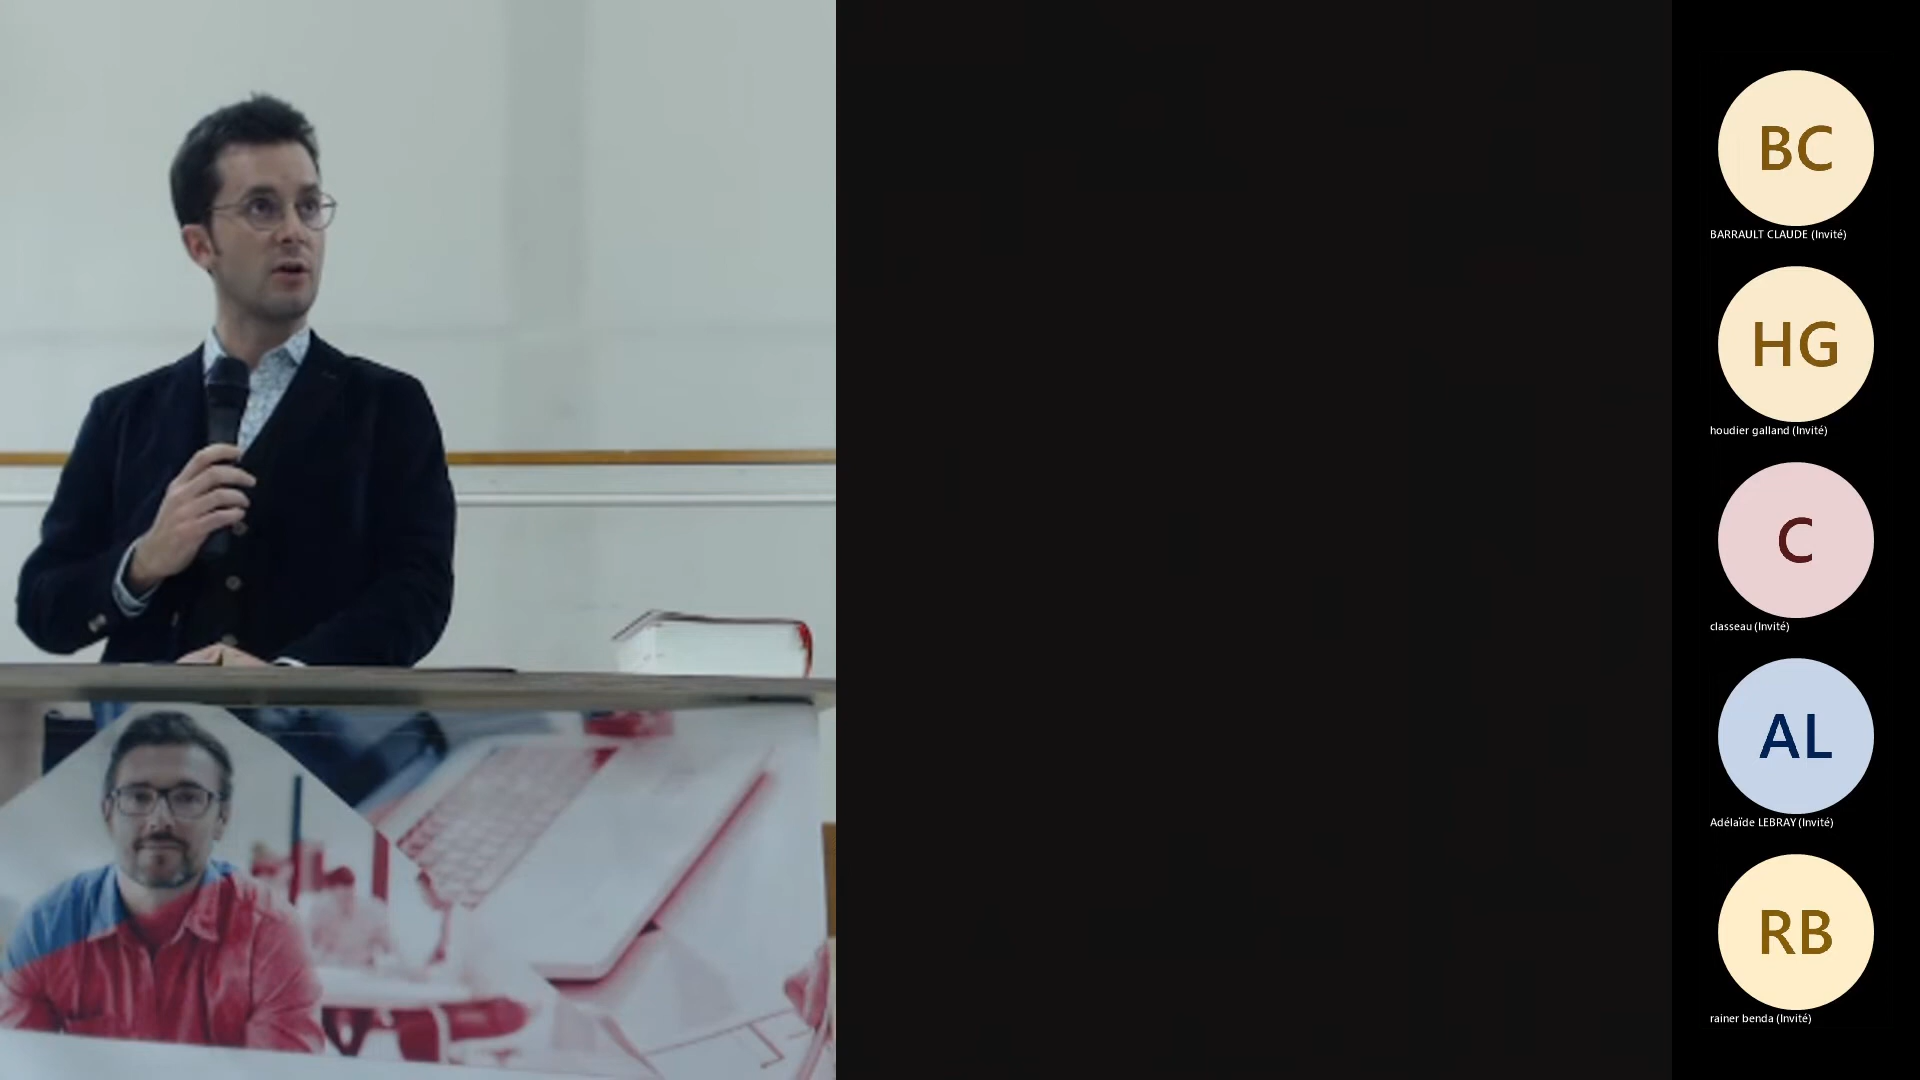 BC
BARRAULT CLAUDE (Invité)
HG
houdier galland (Invité)
C
classeau (Invité)
AL
Adélaïde LEBRAY (Invité)
RB
rainer benda (Invité)